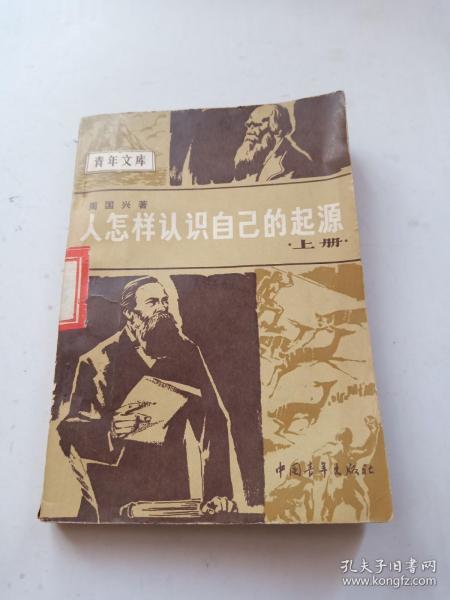 青年文库
周国兴著
人怎样认识自己的起源
·上册·
中国青年出版社
孔夫子旧书网
www.kongfz.com